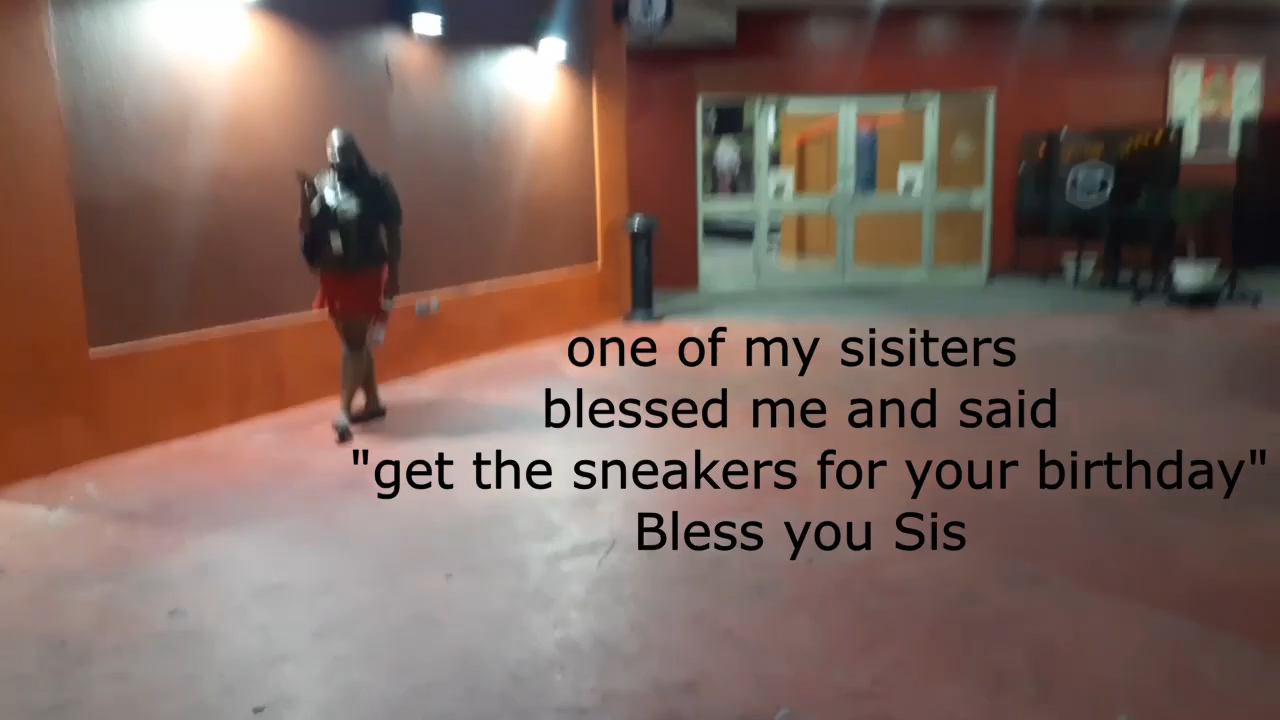 one of my sisiters
blessed me and said
"get the sneakers for your birthday"
Bless you Sis